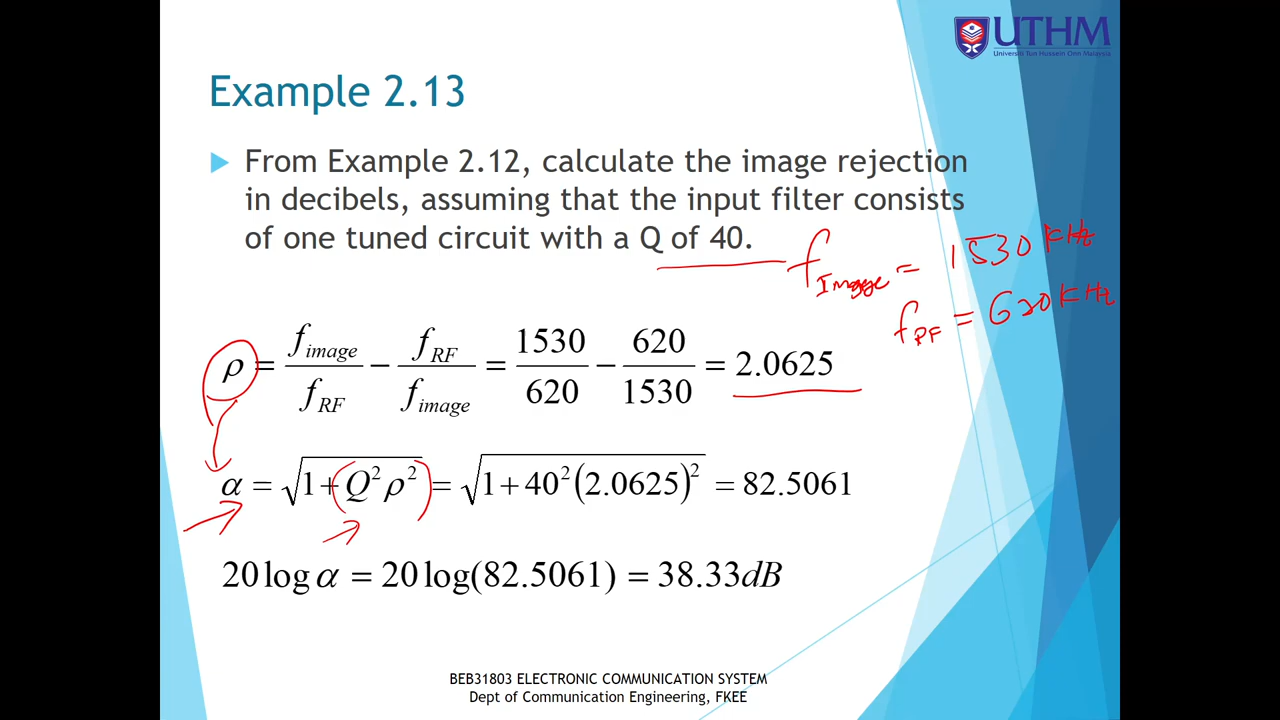 UTHM
Universiti Tun Hussein Onn Malaysia
Example 2.13
From Example 2.12, calculate the image rejection
in decibels, assuming that the input filter consists
of one tuned circuit with a Q of 40.
f_Image = 1530 KHz
f_RF = 620 KHz
ρ = f_image / f_RF − f_RF / f_image = 1530 / 620 − 620 / 1530 = 2.0625
α = √(1 + Q² ρ²) = √(1 + 40² (2.0625)²) = 82.5061
20 log α = 20 log(82.5061) = 38.33dB
BEB31803 ELECTRONIC COMMUNICATION SYSTEM
Dept of Communication Engineering, FKEE